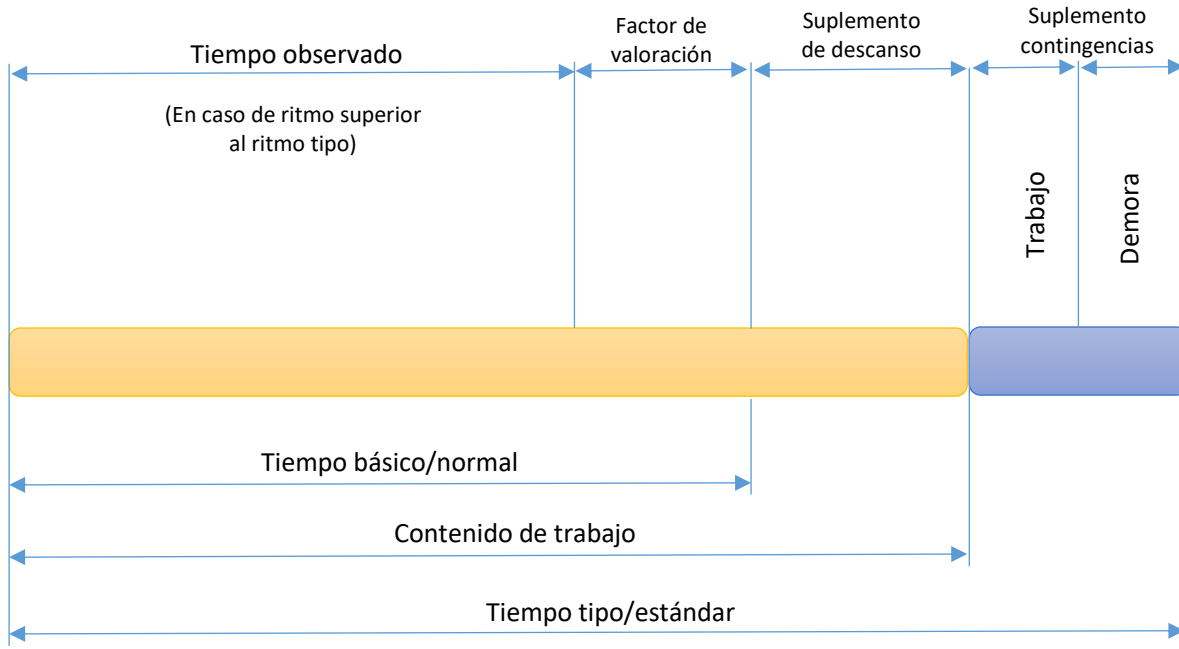 Tiempo observado
Factor de
valoración
Suplemento
de descanso
Suplemento
contingencias
(En caso de ritmo superior
al ritmo tipo)
Trabajo
Demora
Tiempo básico/normal
Contenido de trabajo
Tiempo tipo/estándar